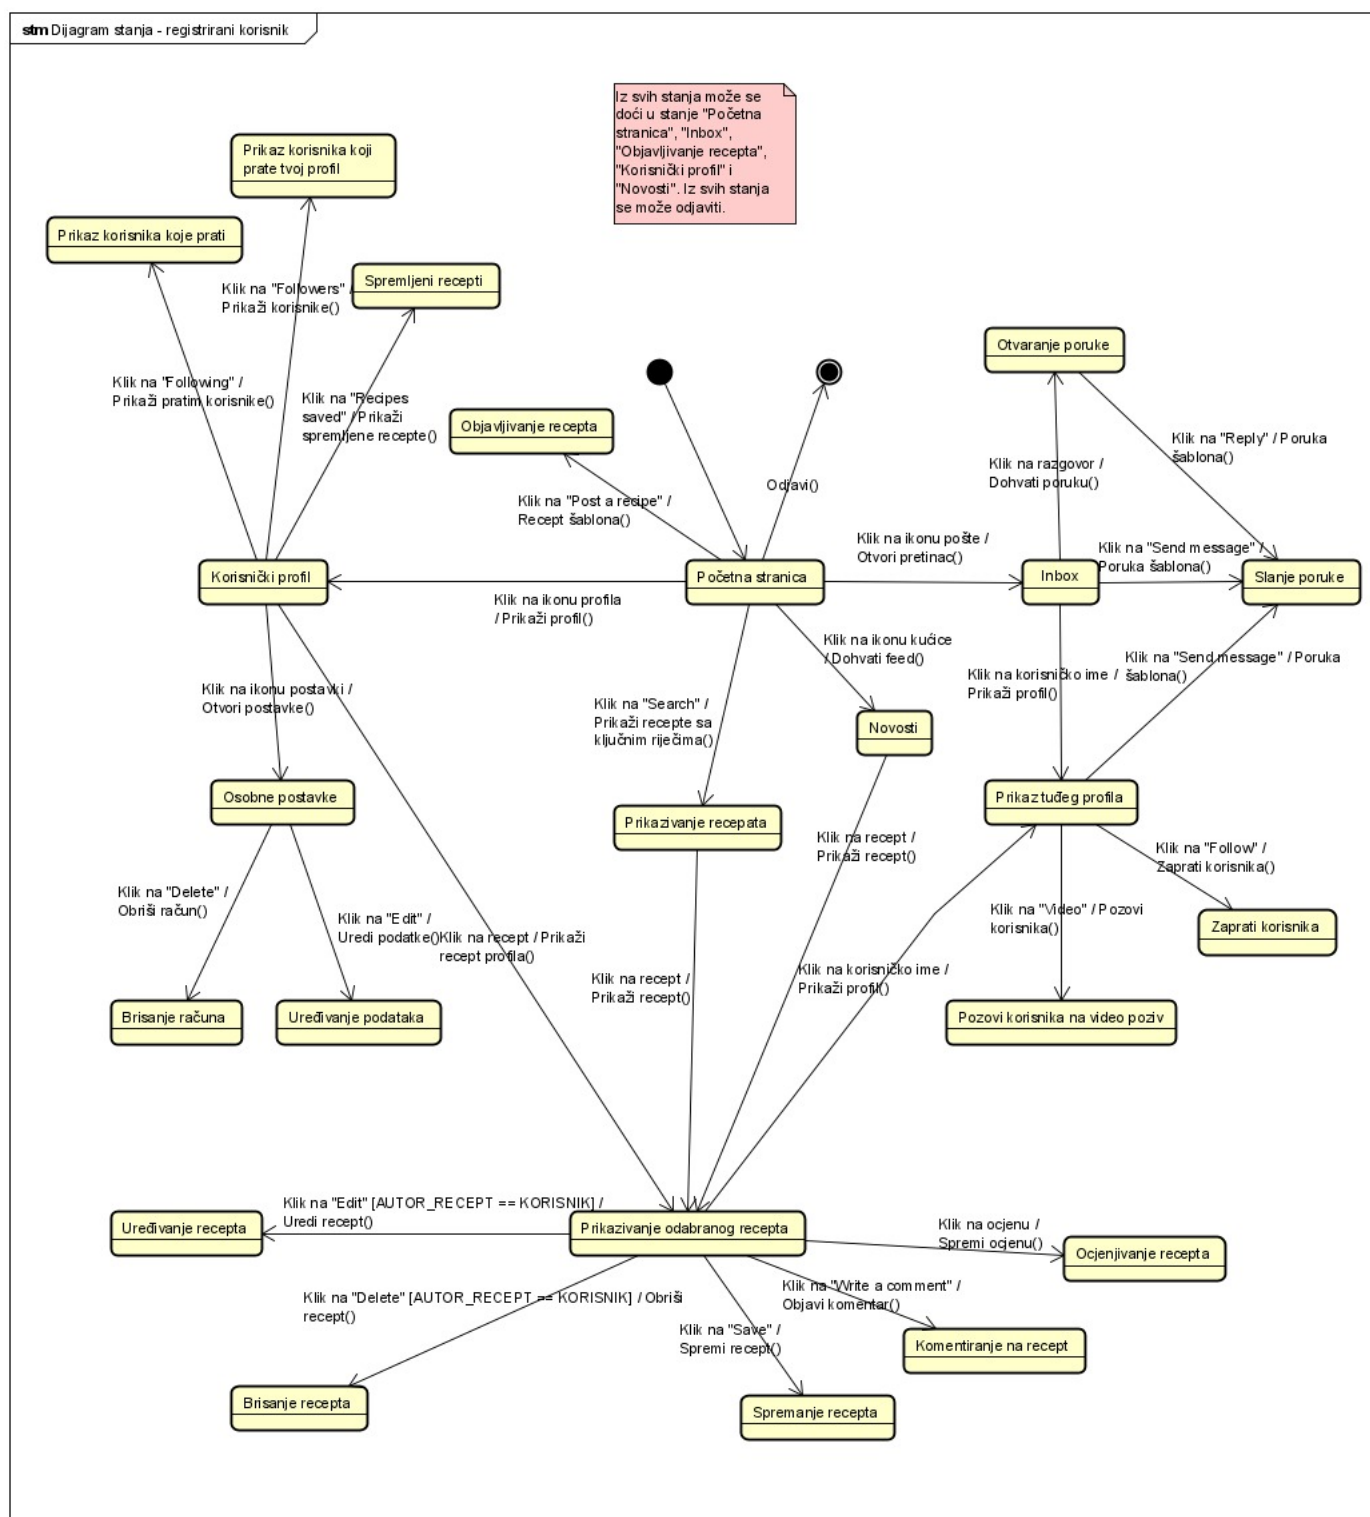 stm Dijagram stanja - registrirani korisnik
Iz svih stanja može se
doći u stanje "Početna
stranica", "Inbox",
"Objavljivanje recepta",
"Korisnički profil" i
"Novosti". Iz svih stanja
se može odjaviti.
Prikaz korisnika koji
prate tvoj profil
Prikaz korisnika koje prati
Klik na "Followers" /
Prikaži korisnike()
Spremljeni recepti
Otvaranje poruke
Klik na "Following" /
Prikaži pratim korisnike()
Klik na "Recipes
saved" / Prikaži
spremljene recepte()
Objavljivanje recepta
Klik na "Reply" / Poruka
šablona()
Klik na razgovor /
Dohvati poruku()
Odjavi()
Klik na "Post a recipe" /
Recept šablona()
Klik na ikonu pošte /
Otvori pretinac()
Klik na "Send message" /
Poruka šablona()
Korisnički profil
Početna stranica
Inbox
Slanje poruke
Klik na ikonu profila
/ Prikaži profil()
Klik na ikonu kućice
/ Dohvati feed()
Klik na "Send message" / Poruka
šablona()
Klik na korisničko ime /
Prikaži profil()
Klik na ikonu postavki /
Otvori postavke()
Klik na "Search" /
Prikaži recepte sa
ključnim riječima()
Novosti
Osobne postavke
Prikazivanje recepata
Prikaz tuđeg profila
Klik na recept /
Prikaži recept()
Klik na "Follow" /
Zaprati korisnika()
Klik na "Delete" /
Obriši račun()
Klik na "Edit" /
Uredi podatke()
Klik na recept / Prikaži
recept profila()
Klik na "Video" / Pozovi
korisnika()
Zaprati korisnika
Klik na recept /
Prikaži recept()
Klik na korisničko ime /
Prikaži profil()
Brisanje računa
Uređivanje podataka
Pozovi korisnika na video poziv
Klik na "Edit" [AUTOR_RECEPT == KORISNIK] /
Uredi recept()
Uređivanje recepta
Prikazivanje odabranog recepta
Klik na ocjenu /
Spremi ocjenu()
Ocjenjivanje recepta
Klik na "Delete" [AUTOR_RECEPT == KORISNIK] / Obriši
recept()
Klik na "Write a comment" /
Objavi komentar()
Klik na "Save" /
Spremi recept()
Komentiranje na recept
Brisanje recepta
Spremanje recepta